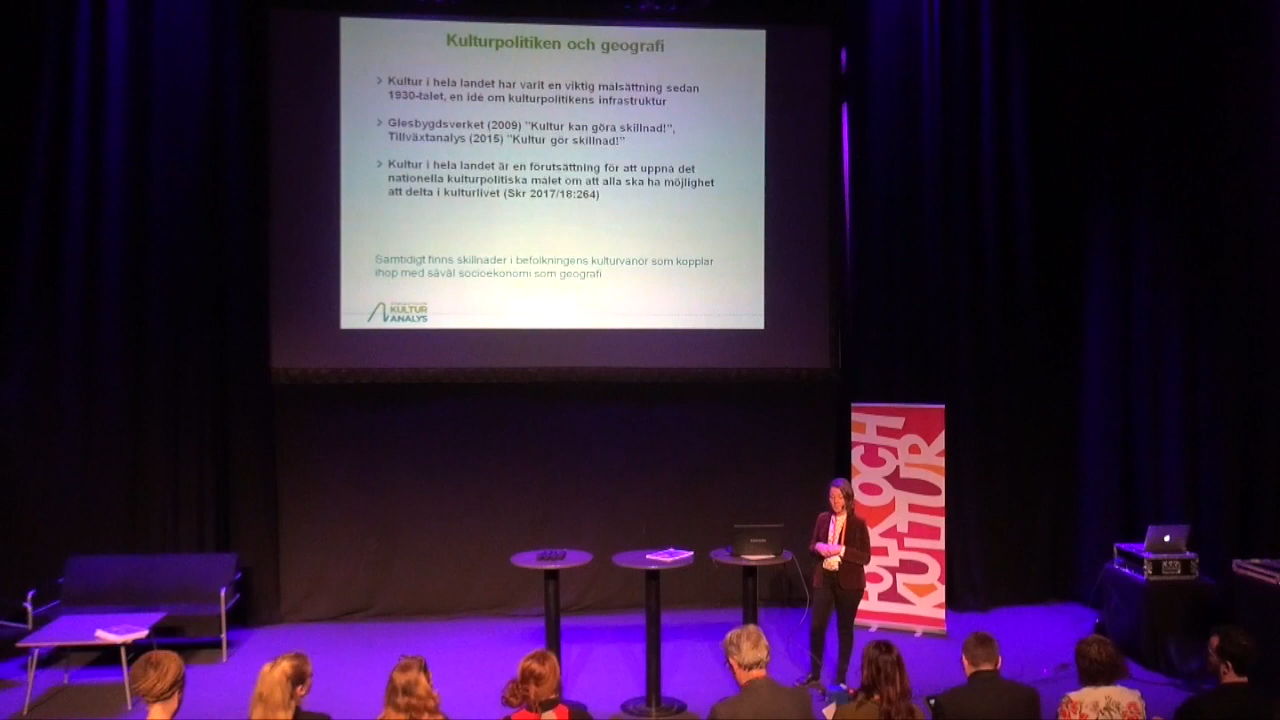 Kulturpolitiken och geografi
> Kultur i hela landet har varit en viktig målsättning sedan
1930-talet, en idé om kulturpolitikens infrastruktur
> Glesbygdsverket (2009) "Kultur kan göra skillnad!",
Tillväxtanalys (2015) "Kultur gör skillnad!"
> Kultur i hela landet är en förutsättning för att uppnå det
nationella kulturpolitiska målet om att alla ska ha möjlighet
att delta i kulturlivet (Skr 2017/18:264)
Samtidigt finns skillnader i befolkningens kulturvanor som kopplar
ihop med såväl socioekonomi som geografi
KULTUR
ANALYS
FOLK OCH
KULTUR